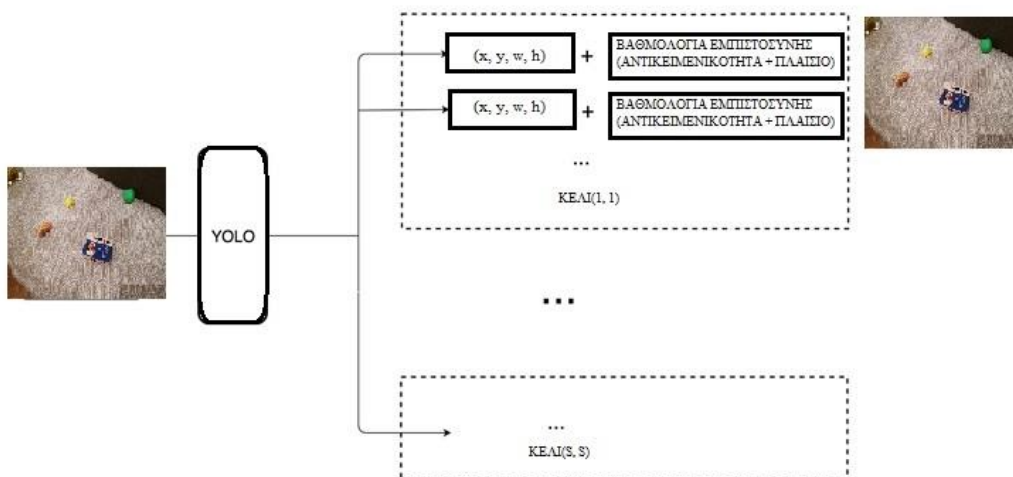 (x, y, w, h) + ΒΑΘΜΟΛΟΓΙΑ ΕΜΠΙΣΤΟΣΥΝΗΣ
(ΑΝΤΙΚΕΙΜΕΝΙΚΟΤΗΤΑ + ΠΛΑΙΣΙΟ)
(x, y, w, h) + ΒΑΘΜΟΛΟΓΙΑ ΕΜΠΙΣΤΟΣΥΝΗΣ
(ΑΝΤΙΚΕΙΜΕΝΙΚΟΤΗΤΑ + ΠΛΑΙΣΙΟ)
...
ΚΕΛΙ(1, 1)
YOLO
...
...
ΚΕΛΙ(S, S)